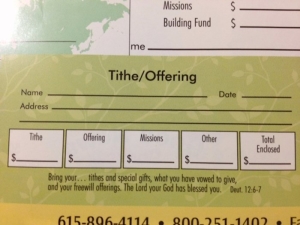 Missions $
Building Fund $
me
Tithe/Offering
Name Date
Address
Tithe Offering Missions Other Total Enclosed
$ $ $ $ $
Bring your... tithes and special gifts, what you have vowed to give,
and your freewill offerings. The Lord your God has blessed you. Deut. 12:6-7
615-896-4114 • 800-251-1402 •